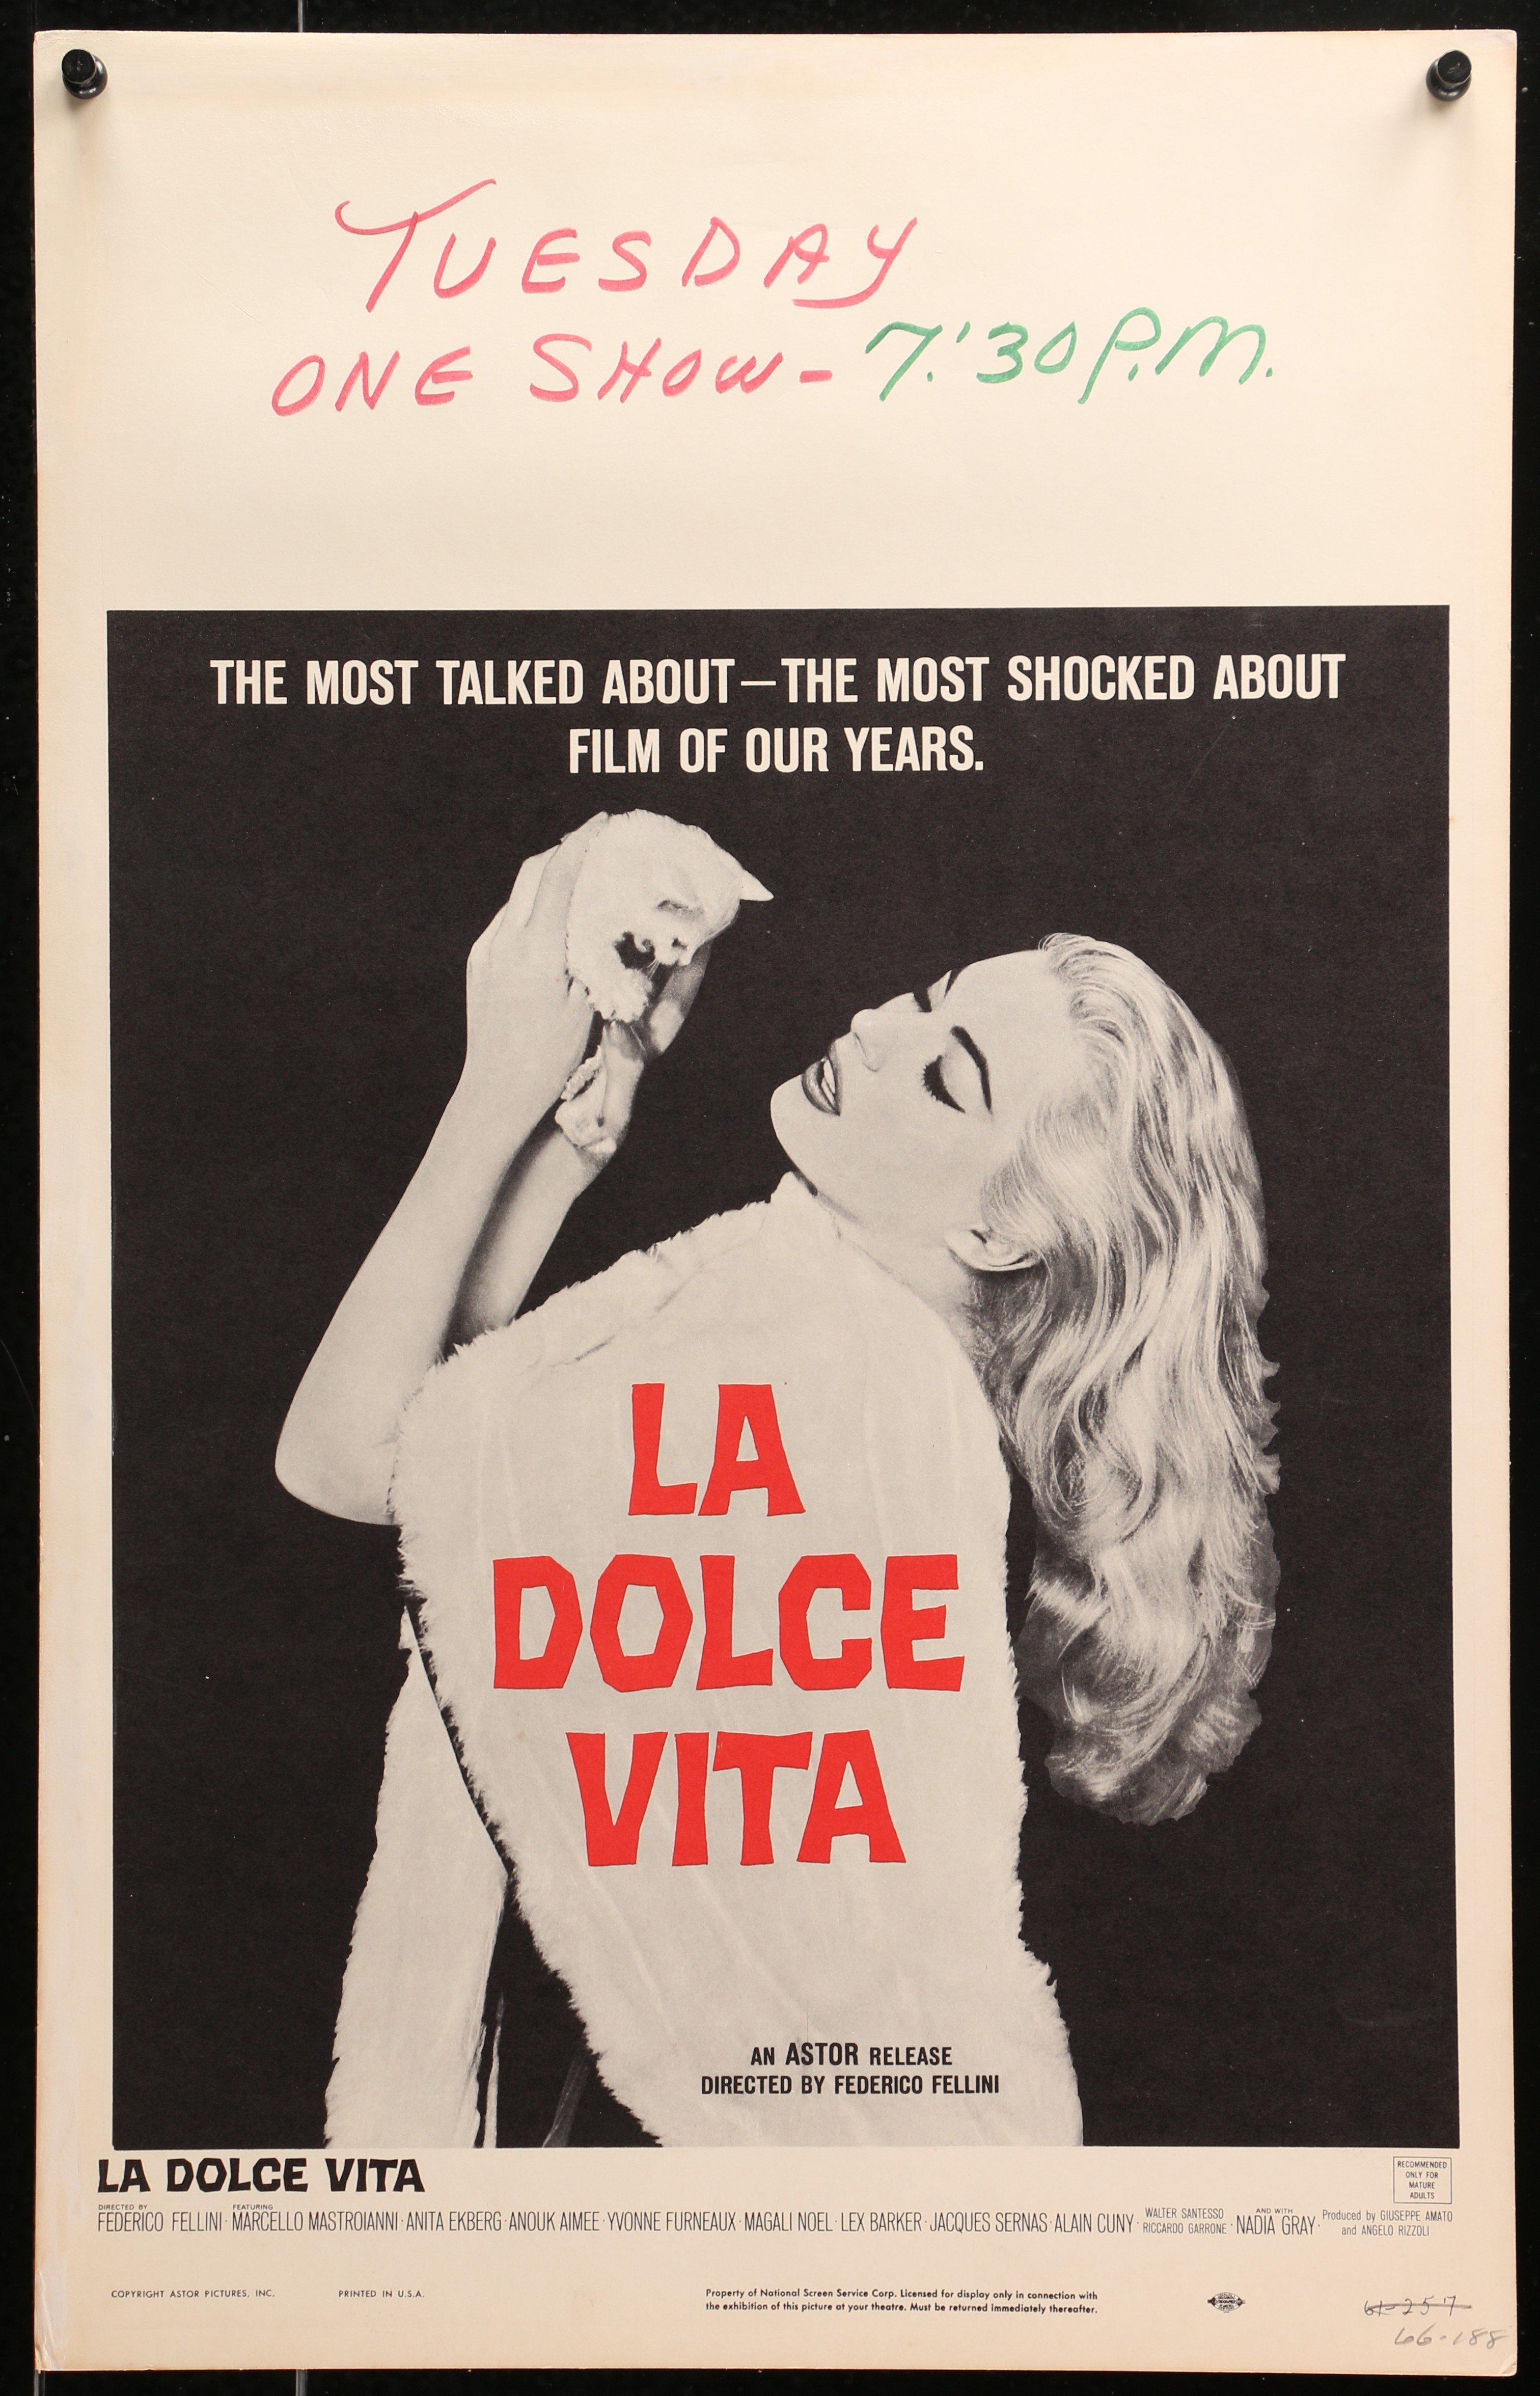 TUESDAY
ONE SHOW - 7:30 P.M.
THE MOST TALKED ABOUT—THE MOST SHOCKED ABOUT
FILM OF OUR YEARS.
LA
DOLCE
VITA
AN ASTOR RELEASE
DIRECTED BY FEDERICO FELLINI
LA DOLCE VITA
RECOMMENDED
ONLY FOR
MATURE
ADULTS
DIRECTED BY FEDERICO FELLINI · FEATURING MARCELLO MASTROIANNI · ANITA EKBERG · ANOUK AIMEE · YVONNE FURNEAUX · MAGALI NOEL · LEX BARKER · JACQUES SERNAS · ALAIN CUNY · WALTER SANTESSO RICCARDO GARRONE · AND WITH NADIA GRAY · Produced by GIUSEPPE AMATO and ANGELO RIZZOLI
COPYRIGHT ASTOR PICTURES, INC. PRINTED IN U.S.A.
Property of National Screen Service Corp. Licensed for display only in connection with
the exhibition of this picture at your theatre. Must be returned immediately thereafter.
61-257
66-188